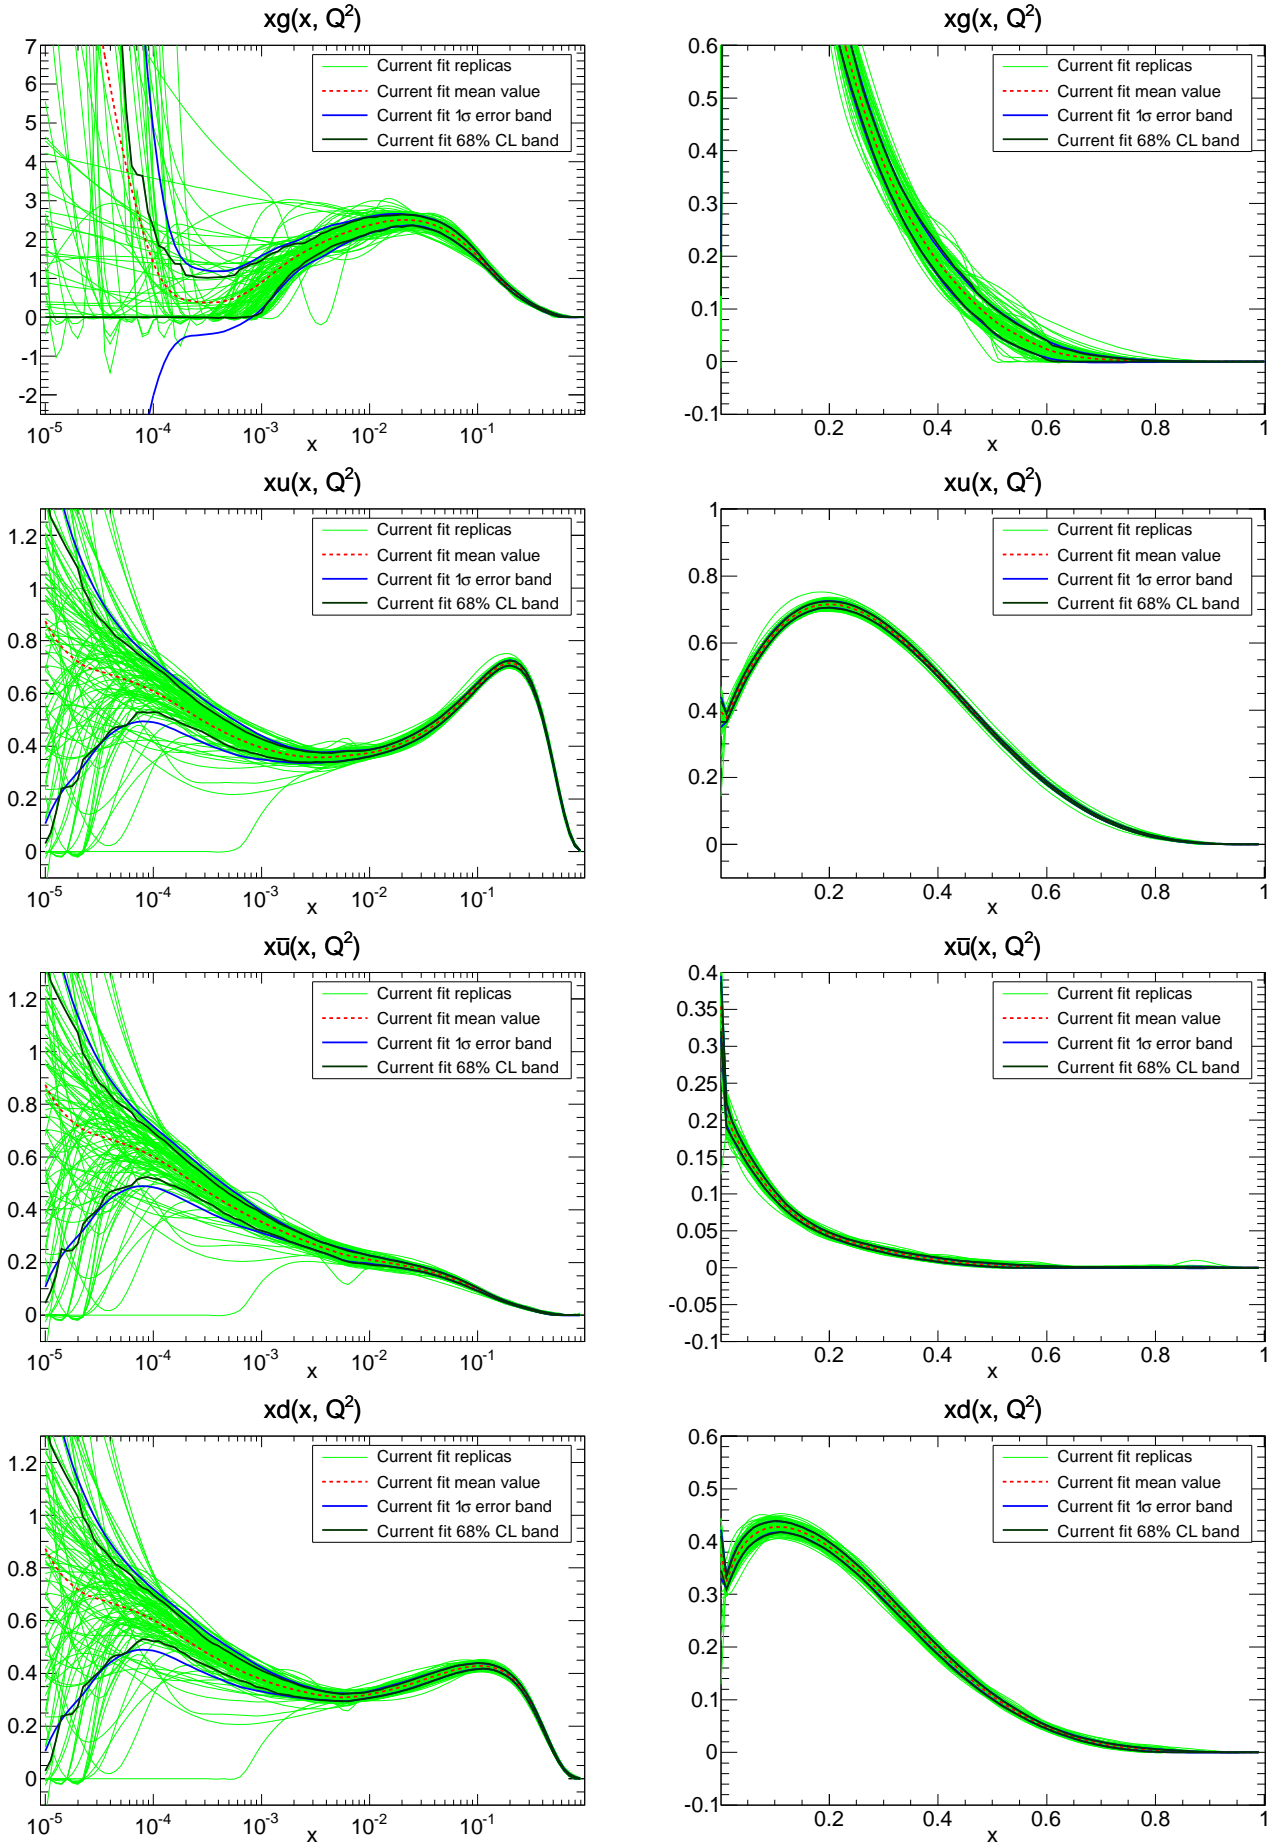 xg(x, Q²)
7
6
5
4
3
2
1
0
-1
-2
Current fit replicas
Current fit mean value
Current fit 1σ error band
Current fit 68% CL band
10⁻⁵ 10⁻⁴ 10⁻³ 10⁻² 10⁻¹
x
xg(x, Q²)
0.6
0.5
0.4
0.3
0.2
0.1
0
-0.1
Current fit replicas
Current fit mean value
Current fit 1σ error band
Current fit 68% CL band
0.2 0.4 0.6 0.8 1
x
xu(x, Q²)
1.2
1
0.8
0.6
0.4
0.2
0
Current fit replicas
Current fit mean value
Current fit 1σ error band
Current fit 68% CL band
10⁻⁵ 10⁻⁴ 10⁻³ 10⁻² 10⁻¹
x
xu(x, Q²)
1
0.8
0.6
0.4
0.2
0
Current fit replicas
Current fit mean value
Current fit 1σ error band
Current fit 68% CL band
0.2 0.4 0.6 0.8 1
x
xu̅(x, Q²)
1.2
1
0.8
0.6
0.4
0.2
0
Current fit replicas
Current fit mean value
Current fit 1σ error band
Current fit 68% CL band
10⁻⁵ 10⁻⁴ 10⁻³ 10⁻² 10⁻¹
x
xu̅(x, Q²)
0.4
0.35
0.3
0.25
0.2
0.15
0.1
0.05
0
-0.05
-0.1
Current fit replicas
Current fit mean value
Current fit 1σ error band
Current fit 68% CL band
0.2 0.4 0.6 0.8 1
x
xd(x, Q²)
1.2
1
0.8
0.6
0.4
0.2
0
Current fit replicas
Current fit mean value
Current fit 1σ error band
Current fit 68% CL band
10⁻⁵ 10⁻⁴ 10⁻³ 10⁻² 10⁻¹
x
xd(x, Q²)
0.6
0.5
0.4
0.3
0.2
0.1
0
-0.1
Current fit replicas
Current fit mean value
Current fit 1σ error band
Current fit 68% CL band
0.2 0.4 0.6 0.8 1
x